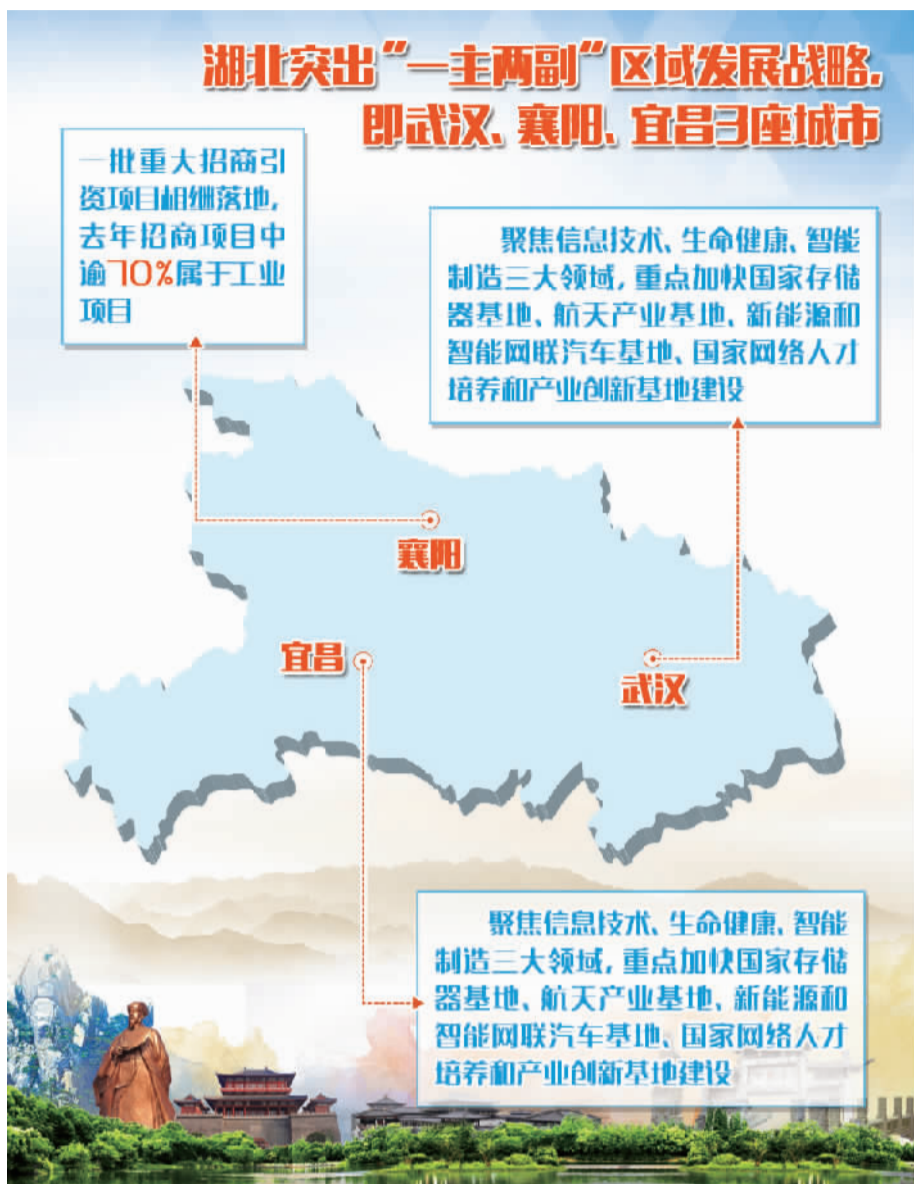 湖北突出“一主两副”区域发展战略，
即武汉、襄阳、宜昌3座城市
一批重大招商引
资项目相继落地，
去年招商项目中
逾70%属于工业
项目
聚焦信息技术、生命健康、智能
制造三大领域，重点加快国家存储
器基地、航天产业基地、新能源和
智能网联汽车基地、国家网络人才
培养和产业创新基地建设
襄阳
宜昌
武汉
聚焦信息技术、生命健康、智能
制造三大领域，重点加快国家存储
器基地、航天产业基地、新能源和
智能网联汽车基地、国家网络人才
培养和产业创新基地建设